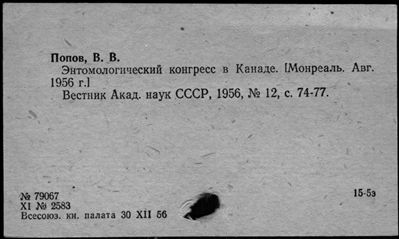 Попов, В. В.
Энтомологический конгресс в Канаде. [Монреаль. Авг.
1956 г.]
Вестник Акад. наук СССР, 1956, № 12, с. 74-77.
№ 79067
XI № 2583
15-5з
Всесоюз. кн. палата 30 XII 56